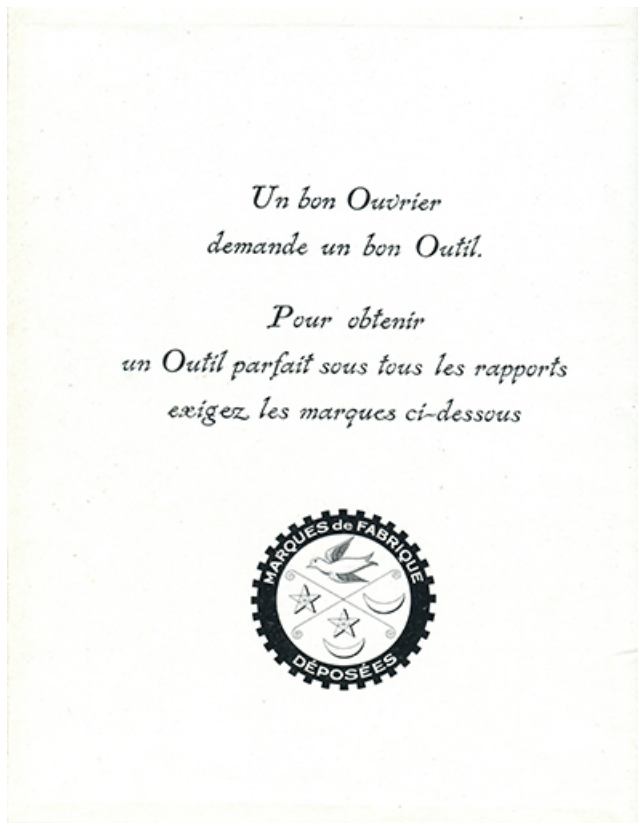 Un bon Ouvrier
demande un bon Outil.
Pour obtenir
un Outil parfait sous tous les rapports
exigez les marques ci-dessous
MARQUES de FABRIQUE
DÉPOSÉES